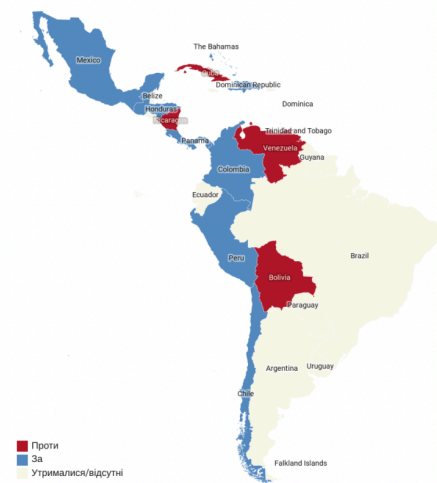 The Bahamas
Mexico
Cuba
Dominican Republic
Belize
Dominica
Honduras
Nicaragua
Trinidad and Tobago
Panama
Venezuela
Guyana
Colombia
Ecuador
Brazil
Peru
Bolivia
Paraguay
Argentina
Uruguay
Chile
Проти
За
Утрималися/відсутні
Falkland Islands